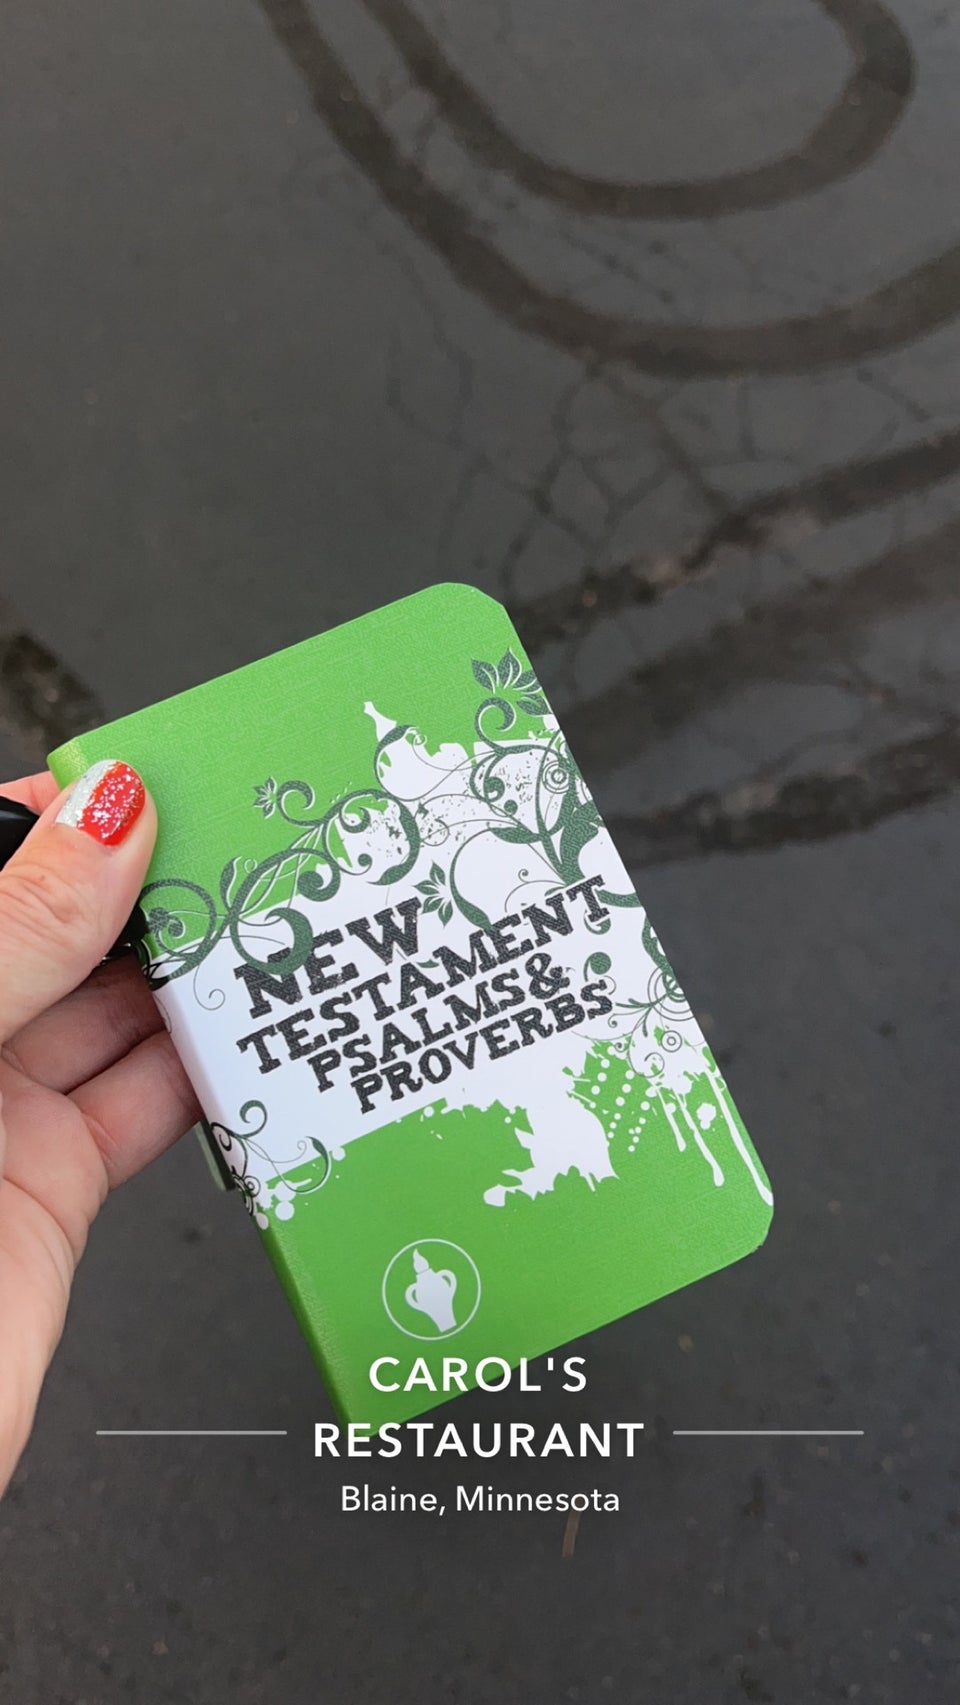 NEW
TESTAMENT
PSALMS &
PROVERBS
CAROL'S
RESTAURANT
Blaine, Minnesota